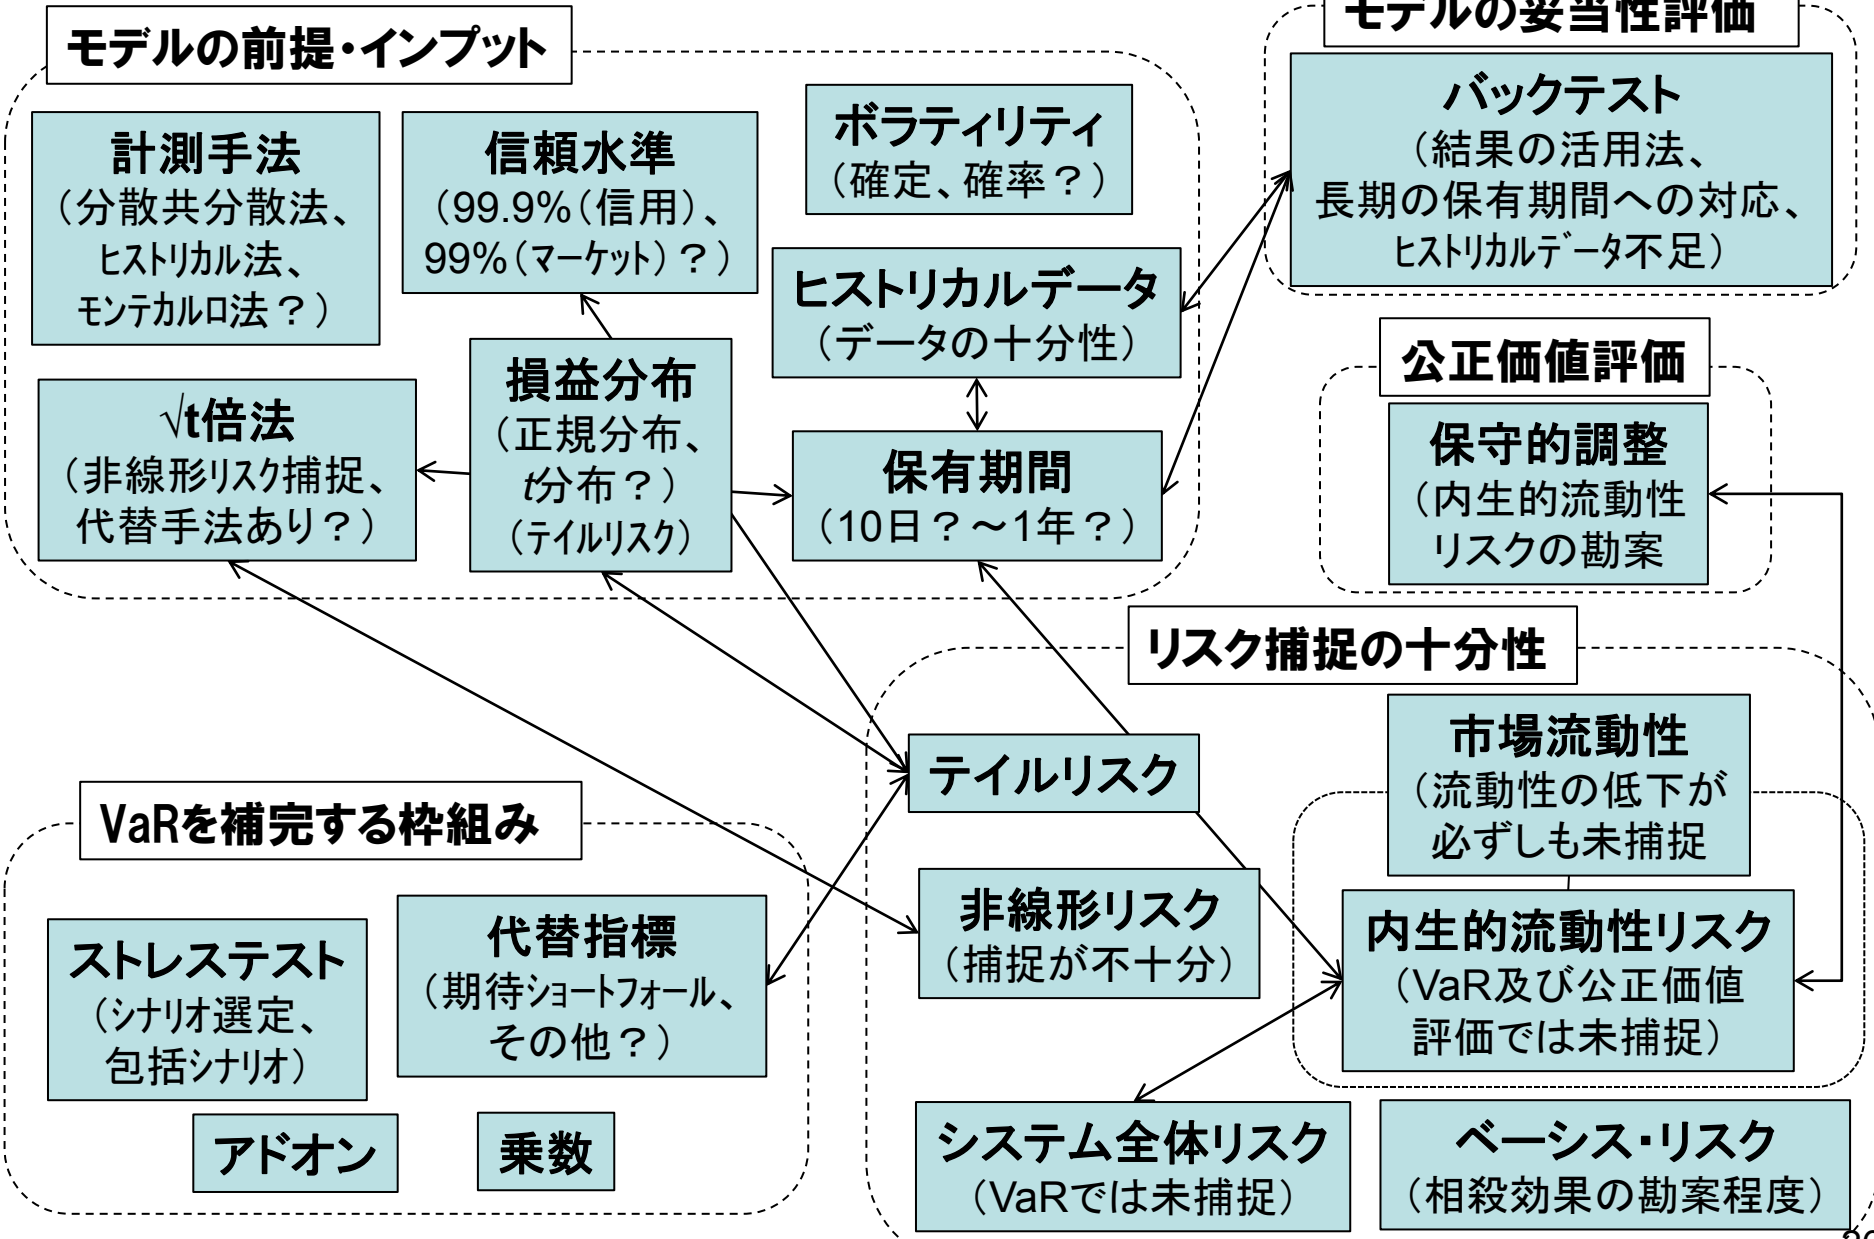 モデルの前提・インプット
計測手法
（分散共分散法、
ヒストリカル法、
モンテカルロ法？）
信頼水準
（99.9%（信用）、
99%（マーケット）？）
ボラティリティ
（確定、確率？）
ヒストリカルデータ
（データの十分性）
√t倍法
（非線形リスク捕捉、
代替手法あり？）
損益分布
（正規分布、
t分布？）
（テイルリスク）
保有期間
（10日？～1年？）
モデルの妥当性評価
バックテスト
（結果の活用法、
長期の保有期間への対応、
ヒストリカルデータ不足）
公正価値評価
保守的調整
（内生的流動性
リスクの勘案
リスク捕捉の十分性
テイルリスク
市場流動性
（流動性の低下が
必ずしも未捕捉
非線形リスク
（捕捉が不十分）
内生的流動性リスク
（VaR及び公正価値
評価では未捕捉）
システム全体リスク
（VaRでは未捕捉）
ベーシス・リスク
（相殺効果の勘案程度）
VaRを補完する枠組み
ストレステスト
（シナリオ選定、
包括シナリオ）
代替指標
（期待ショートフォール、
その他？）
アドオン
乗数